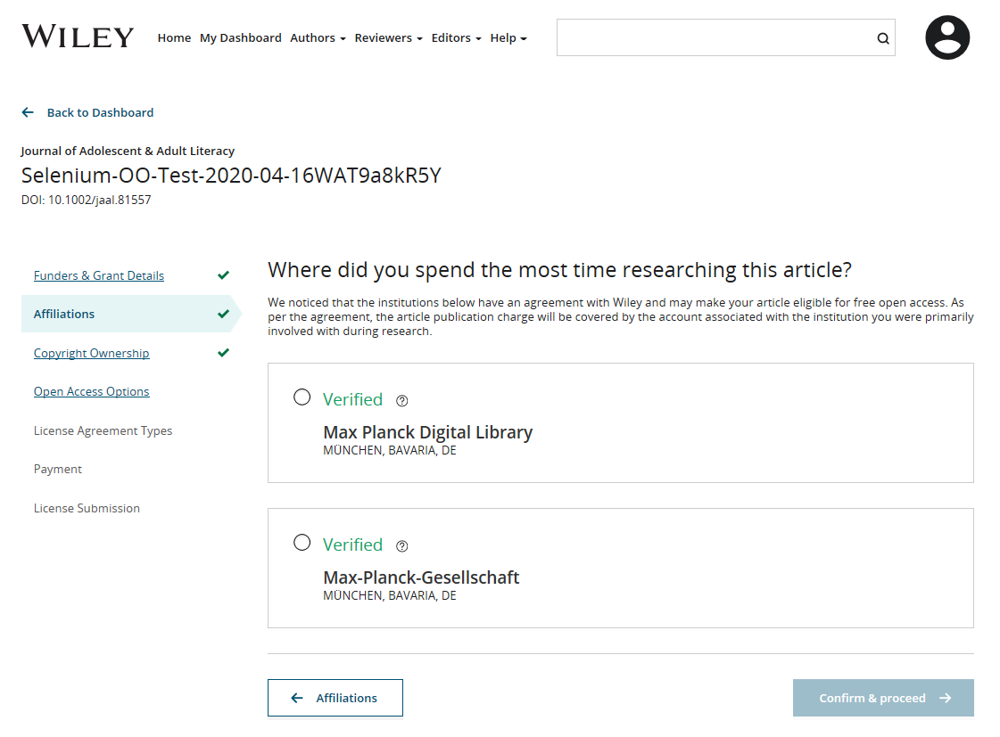 WILEY
Home My Dashboard Authors Reviewers Editors Help
Back to Dashboard
Journal of Adolescent & Adult Literacy
Selenium-OO-Test-2020-04-16WAT9a8kR5Y
DOI: 10.1002/jaal.81557
Funders & Grant Details
Affiliations
Copyright Ownership
Open Access Options
License Agreement Types
Payment
License Submission
Where did you spend the most time researching this article?
We noticed that the institutions below have an agreement with Wiley and may make your article eligible for free open access. As
per the agreement, the article publication charge will be covered by the account associated with the institution you were primarily
involved with during research.
Verified ?
Max Planck Digital Library
MÜNCHEN, BAVARIA, DE
Verified ?
Max-Planck-Gesellschaft
MÜNCHEN, BAVARIA, DE
Affiliations
Confirm & proceed